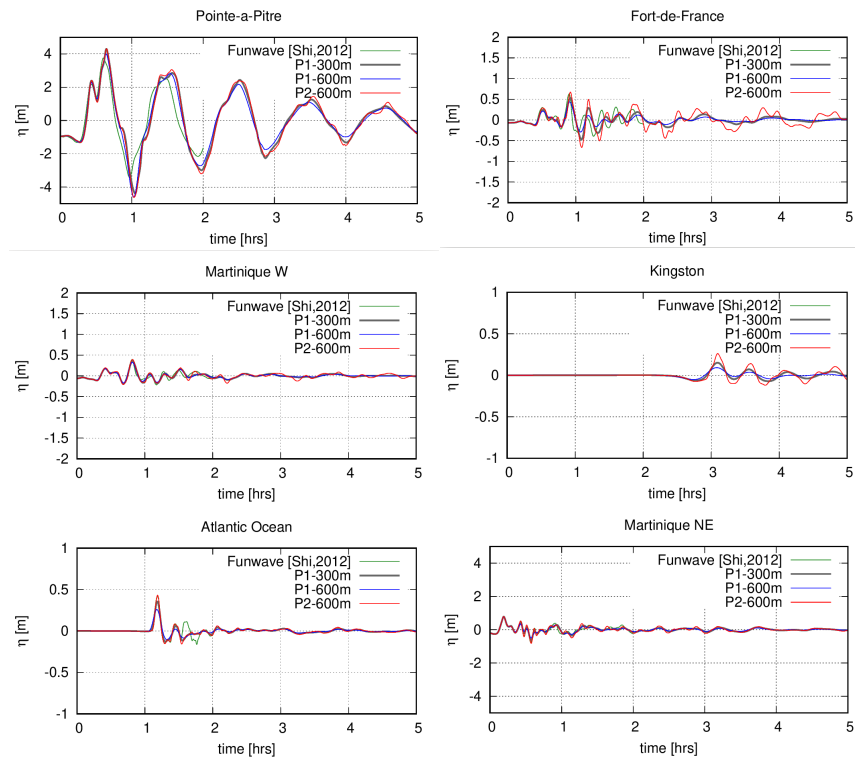 Pointe-a-Pitre
Funwave [Shi,2012]
P1-300m
P1-600m
P2-600m
4
2
0
-2
-4
η [m]
0 1 2 3 4 5
time [hrs]
Fort-de-France
Funwave [Shi,2012]
P1-300m
P1-600m
P2-600m
2
1.5
1
0.5
0
-0.5
-1
-1.5
-2
η [m]
0 1 2 3 4 5
time [hrs]
Martinique W
Funwave [Shi,2012]
P1-300m
P1-600m
P2-600m
2
1.5
1
0.5
0
-0.5
-1
-1.5
-2
η [m]
0 1 2 3 4 5
time [hrs]
Kingston
Funwave [Shi,2012]
P1-300m
P1-600m
P2-600m
1
0.5
0
-0.5
-1
η [m]
0 1 2 3 4 5
time [hrs]
Atlantic Ocean
Funwave [Shi,2012]
P1-300m
P1-600m
P2-600m
1
0.5
0
-0.5
-1
η [m]
0 1 2 3 4 5
time [hrs]
Martinique NE
Funwave [Shi,2012]
P1-300m
P1-600m
P2-600m
4
2
0
-2
-4
η [m]
0 1 2 3 4 5
time [hrs]